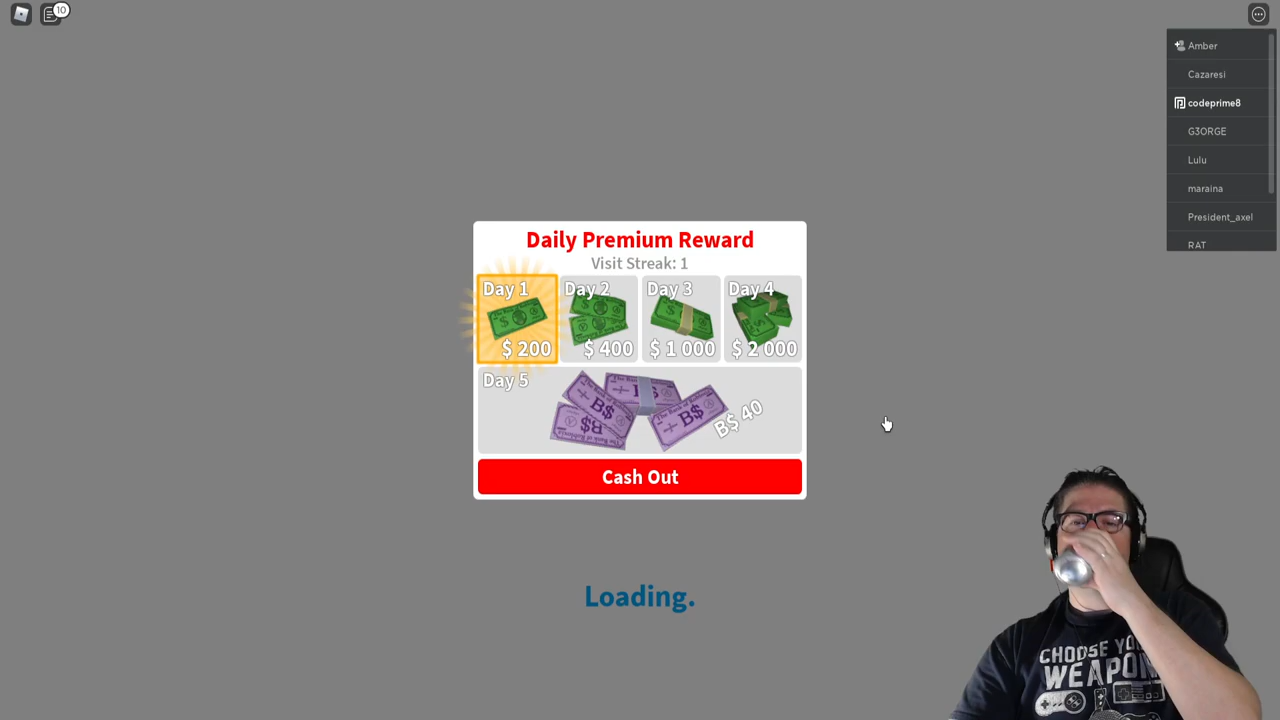 10
Amber
Cazaresi
codeprime8
G3ORGE
Lulu
maraina
President_axel
RAT
Daily Premium Reward
Visit Streak: 1
Day 1
$ 200
Day 2
$ 400
Day 3
$ 1 000
Day 4
$ 2 000
Day 5
B$
B$
B$
B$ 40
Cash Out
Loading.
CHOOSE YO
WEAPON